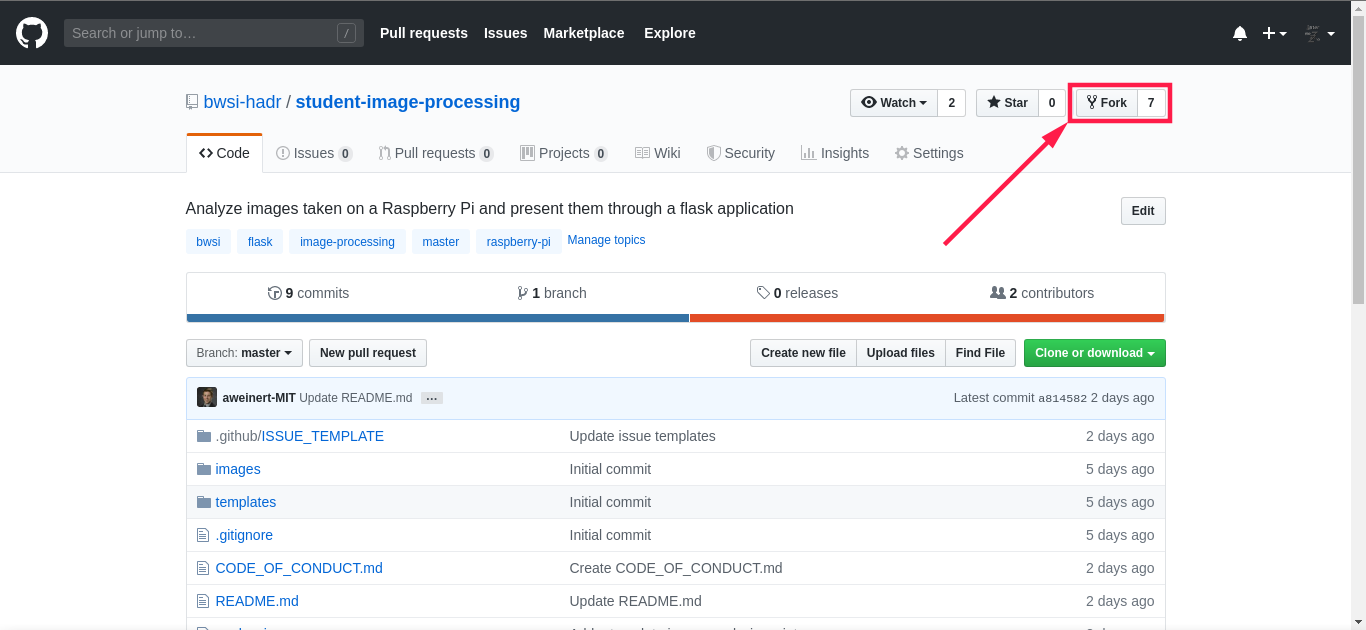 Search or jump to… / Pull requests Issues Marketplace Explore
bwsi-hadr / student-image-processing Watch 2 Star 0 Fork 7
Code Issues 0 Pull requests 0 Projects 0 Wiki Security Insights Settings
Analyze images taken on a Raspberry Pi and present them through a flask application Edit
bwsi flask image-processing master raspberry-pi Manage topics
9 commits 1 branch 0 releases 2 contributors
Branch: master New pull request Create new file Upload files Find File Clone or download
aweinert-MIT Update README.md … Latest commit a814582 2 days ago
.github/ISSUE_TEMPLATE Update issue templates 2 days ago
images Initial commit 5 days ago
templates Initial commit 5 days ago
.gitignore Initial commit 5 days ago
CODE_OF_CONDUCT.md Create CODE_OF_CONDUCT.md 2 days ago
README.md Update README.md 2 days ago